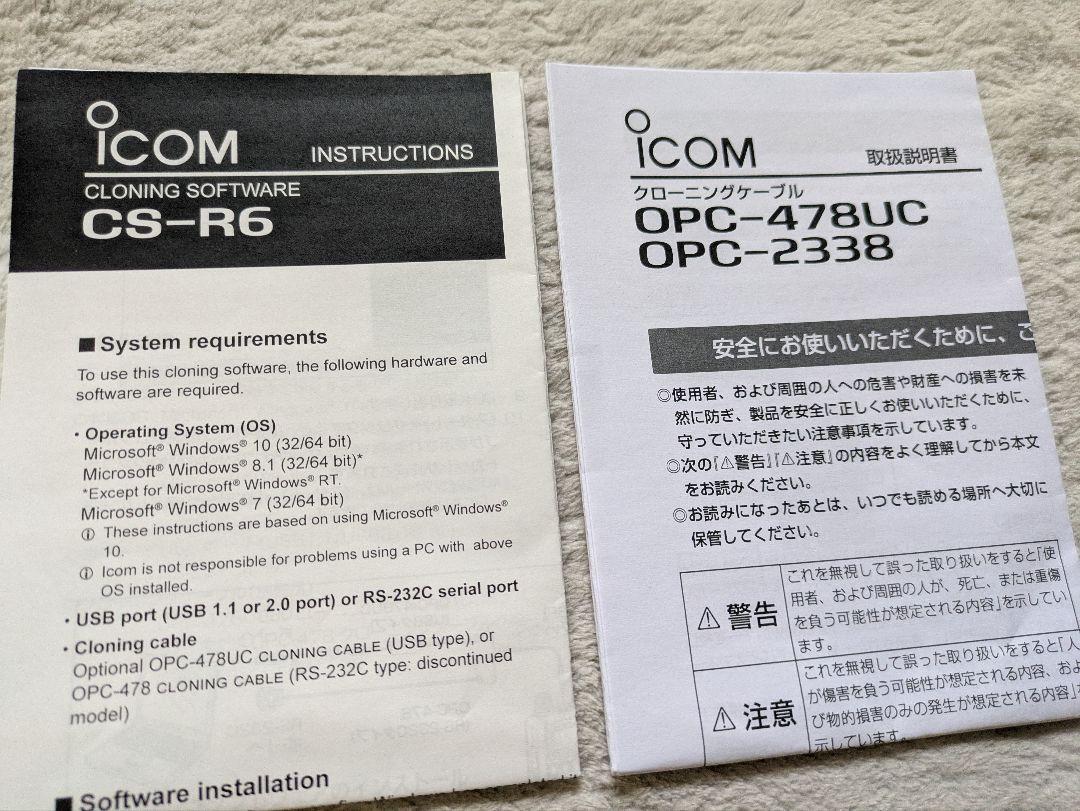 ICOM
INSTRUCTIONS
CLONING SOFTWARE
CS-R6
■ System requirements
To use this cloning software, the following hardware and
software are required.
・Operating System (OS)
Microsoft® Windows® 10 (32/64 bit)
Microsoft® Windows® 8.1 (32/64 bit)*
*Except for Microsoft® Windows® RT.
Microsoft® Windows® 7 (32/64 bit)
ⓘ These instructions are based on using Microsoft® Windows®
10.
ⓘ Icom is not responsible for problems using a PC with above
OS installed.
・USB port (USB 1.1 or 2.0 port) or RS-232C serial port
・Cloning cable
Optional OPC-478UC CLONING CABLE (USB type), or
OPC-478 CLONING CABLE (RS-232C type: discontinued
model)
■ Software installation
ICOM
取扱説明書
クローニングケーブル
OPC-478UC
OPC-2338
安全にお使いいただくために、ご
◎使用者、および周囲の人への危害や財産への損害を未
然に防ぎ、製品を安全に正しくお使いいただくために、
守っていただきたい注意事項を示しています。
◎次の『⚠警告』『⚠注意』の内容をよく理解してから本文
をお読みください。
◎お読みになったあとは、いつでも読める場所へ大切に
保管してください。
⚠警告
これを無視して誤った取り扱いをすると「使
用者、および周囲の人が、死亡、または重傷
を負う可能性が想定される内容」を示してい
ます。
⚠注意
これを無視して誤った取り扱いをすると「人
が傷害を負う可能性が想定される内容、およ
び物的損害のみの発生が想定される内容」
示しています。